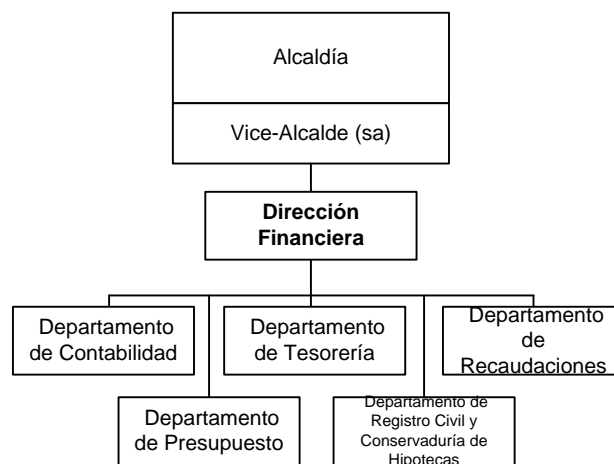 Alcaldía
Vice-Alcalde (sa)
Dirección
Financiera
Departamento
de Contabilidad
Departamento
de Tesorería
Departamento
de
Recaudaciones
Departamento
de Presupuesto
Departamento de
Registro Civil y
Conservaduría de
Hipotecas